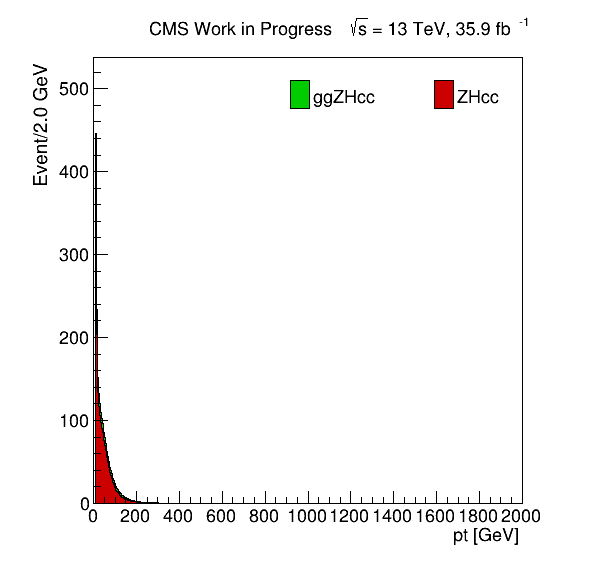 CMS Work in Progress √s = 13 TeV, 35.9 fb -1
Event/2.0 GeV
500
400
300
200
100
0
ggZHcc
ZHcc
0 200 400 600 800 1000 1200 1400 1600 1800 2000
pt [GeV]